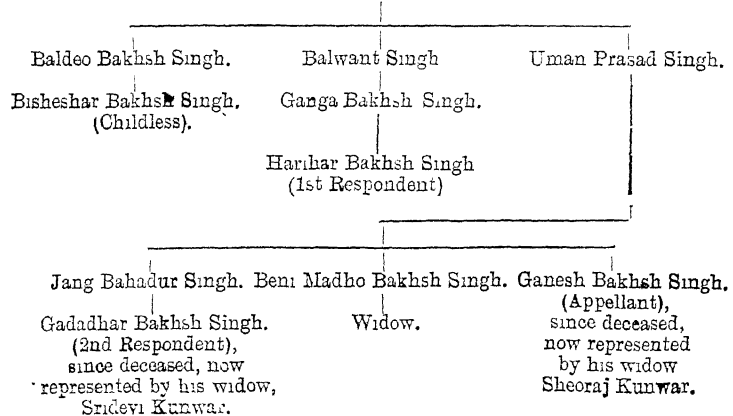 Baldeo Bakhsh Singh. Balwant Singh Uman Prasad Singh.
Bisheshar Bakhsh Singh. Ganga Bakhsh Singh.
(Childless).
Harihar Bakhsh Singh
(1st Respondent)
Jang Bahadur Singh. Beni Madho Bakhsh Singh. Ganesh Bakhsh Singh.
(Appellant),
Gadadhar Bakhsh Singh. Widow. since deceased,
(2nd Respondent), now represented
since deceased, now by his widow
represented by his widow, Sheoraj Kunwar.
Sridevi Kunwar.